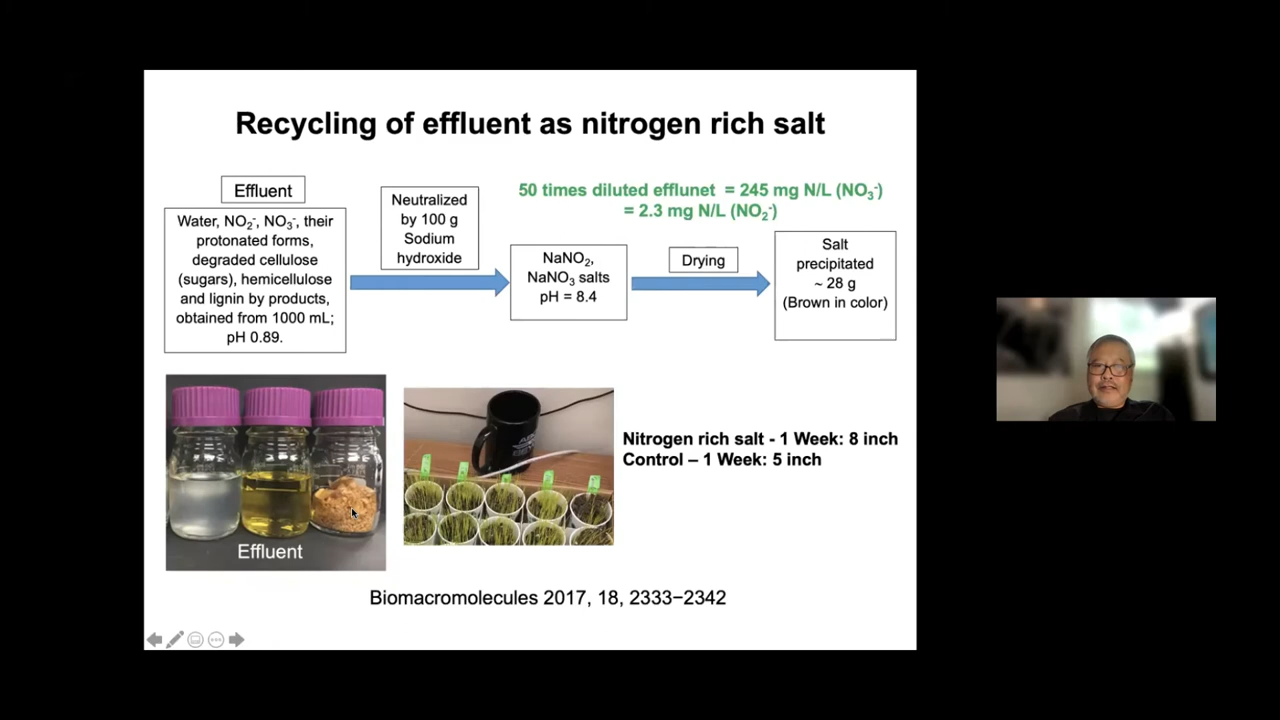 Recycling of effluent as nitrogen rich salt
Effluent
Water, NO₂⁻, NO₃⁻, their
protonated forms,
degraded cellulose
(sugars), hemicellulose
and lignin by products,
obtained from 1000 mL;
pH 0.89.
Neutralized
by 100 g
Sodium
hydroxide
50 times diluted efflunet = 245 mg N/L (NO₃⁻)
= 2.3 mg N/L (NO₂⁻)
NaNO₂,
NaNO₃ salts
pH = 8.4
Drying
Salt
precipitated
~ 28 g
(Brown in color)
Effluent
Nitrogen rich salt - 1 Week: 8 inch
Control – 1 Week: 5 inch
Biomacromolecules 2017, 18, 2333−2342